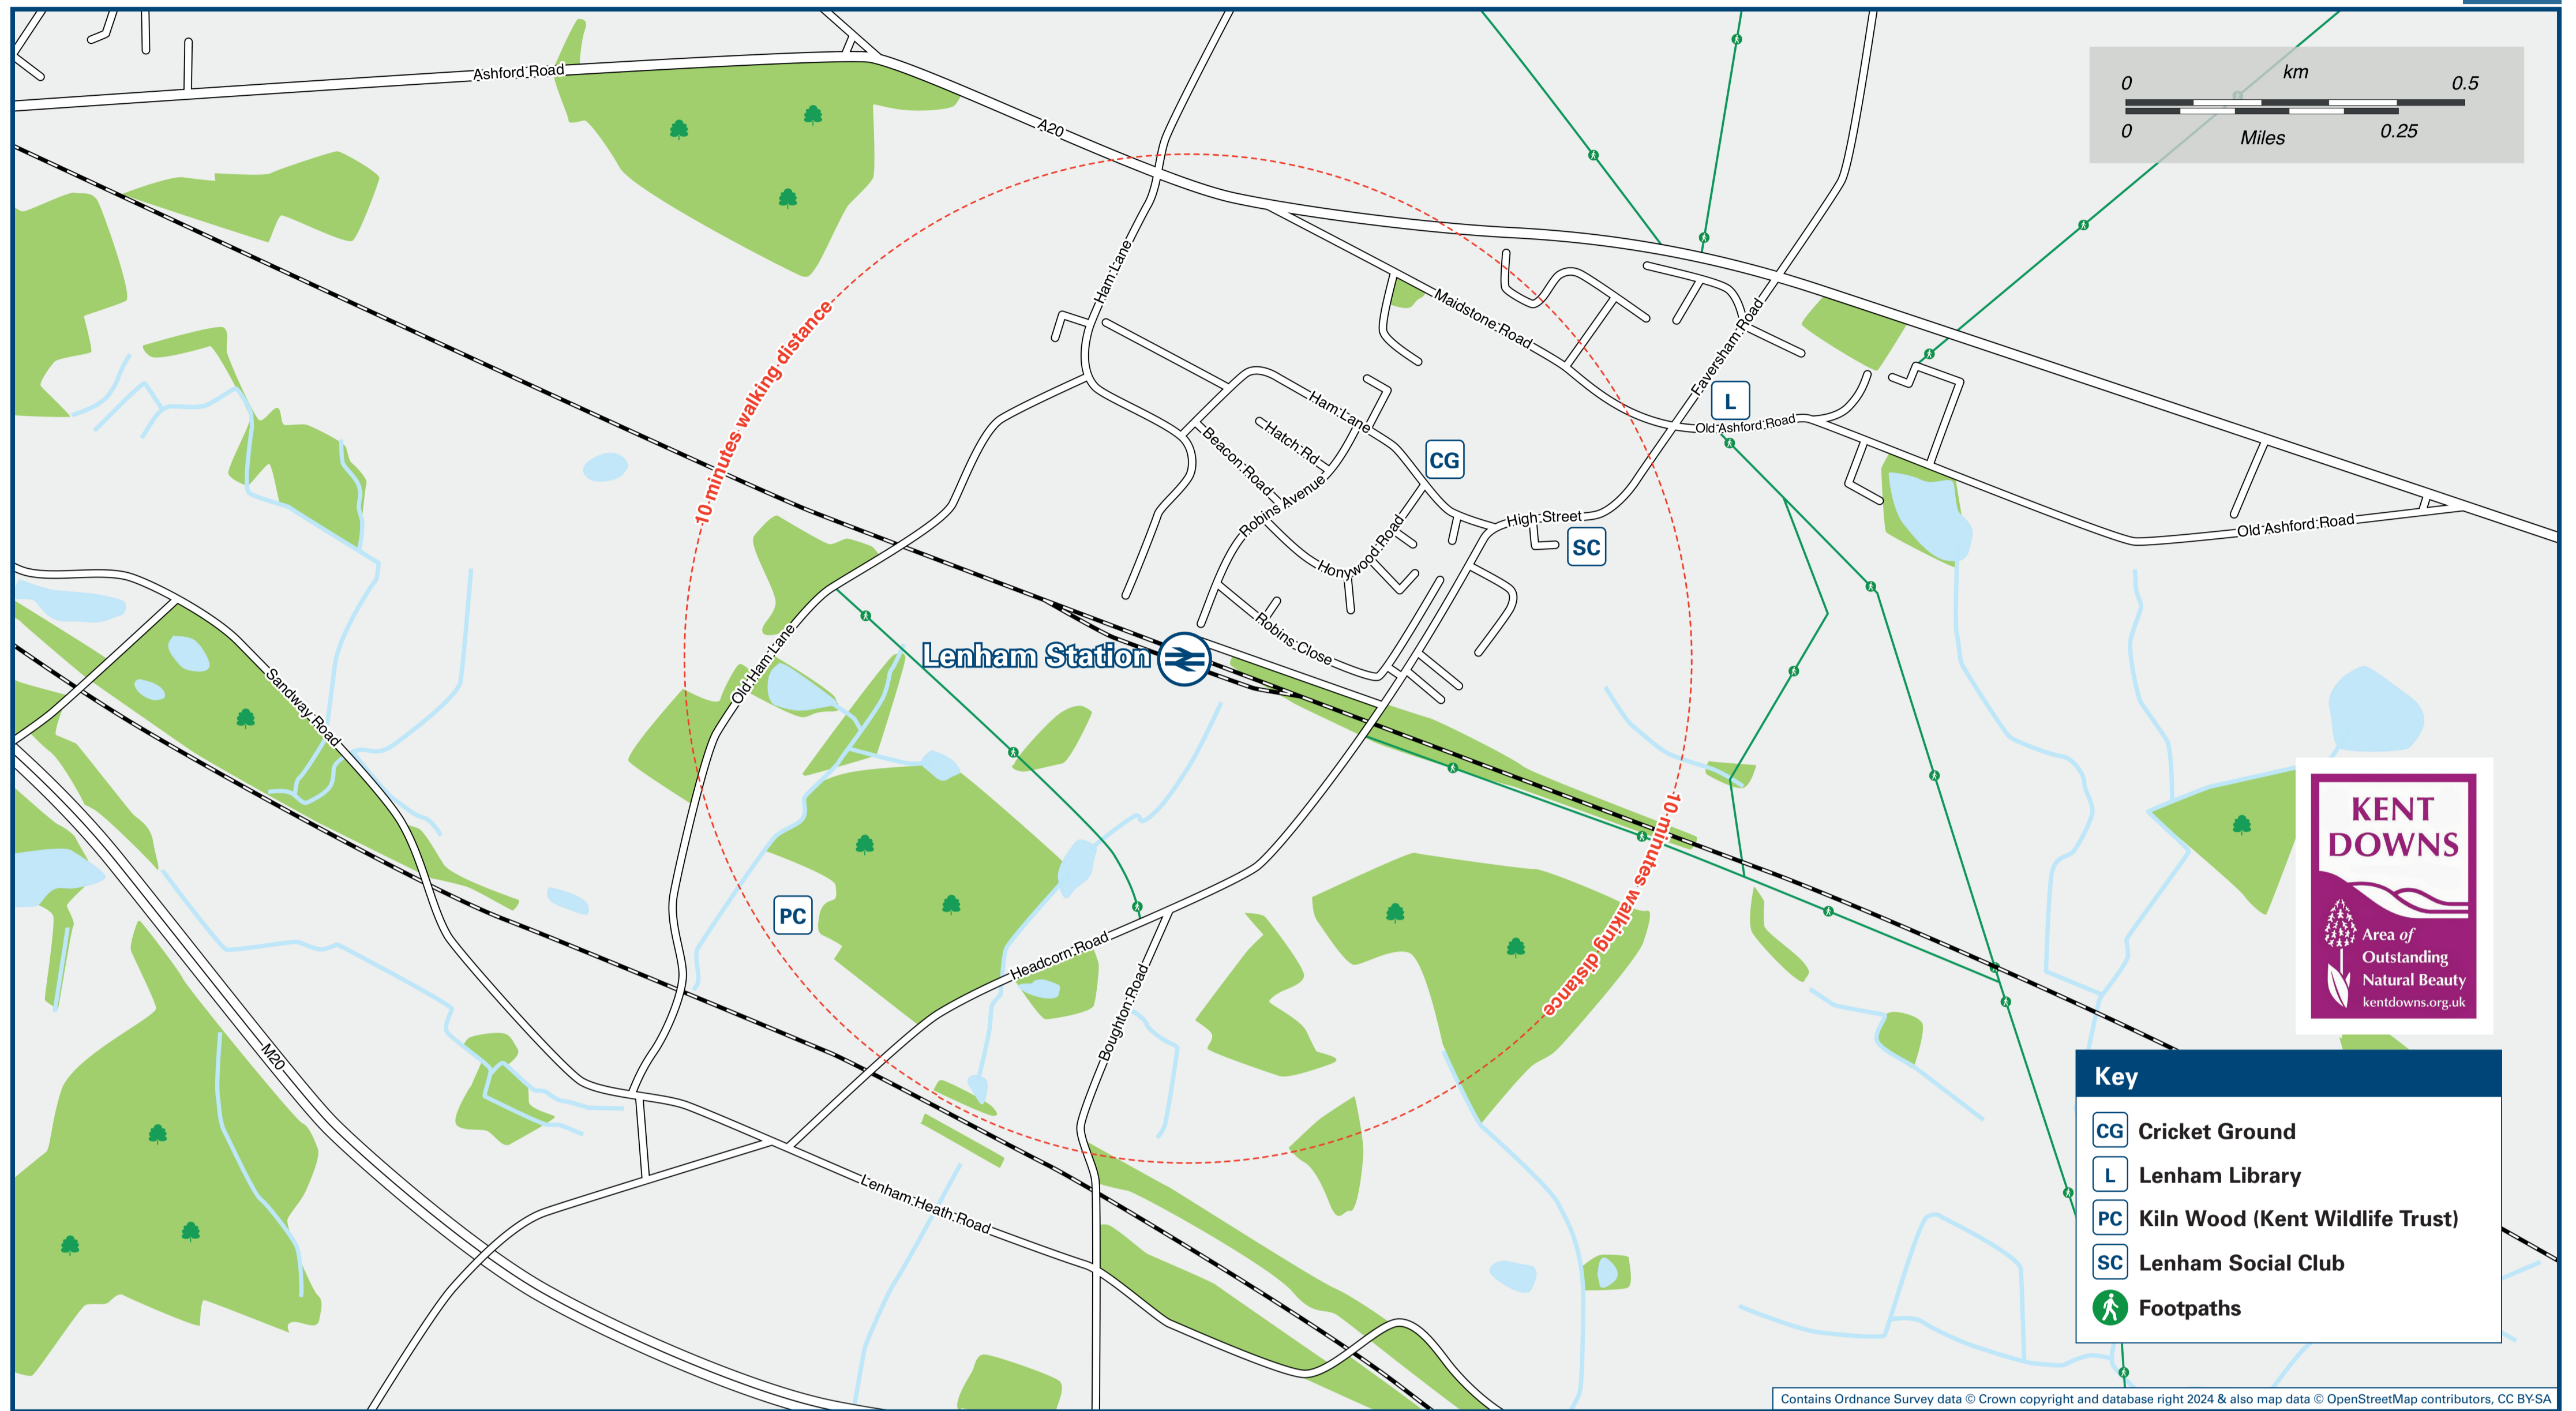 Ashford Road
A20
km
0
0.5
0
0.25
Miles
Ham Lane
10 minutes walking distance
Maidstone Road
Faversham Road
L
Old Ashford Road
Ham Lane
Hatch Rd
Beacon Road
CG
Robins Avenue
High Street
Old Ashford Road
SC
Honywood Road
Robins Close
Lenham Station
Old Ham Lane
Sandway Road
10 minutes walking distance
PC
Headcorn Road
Boughton Road
M20
Lenham Heath Road
KENT
DOWNS
Area of
Outstanding
Natural Beauty
kentdowns.org.uk
Key
CG Cricket Ground
L Lenham Library
PC Kiln Wood (Kent Wildlife Trust)
SC Lenham Social Club
Footpaths
Contains Ordnance Survey data © Crown copyright and database right 2024 & also map data © OpenStreetMap contributors, CC BY-SA